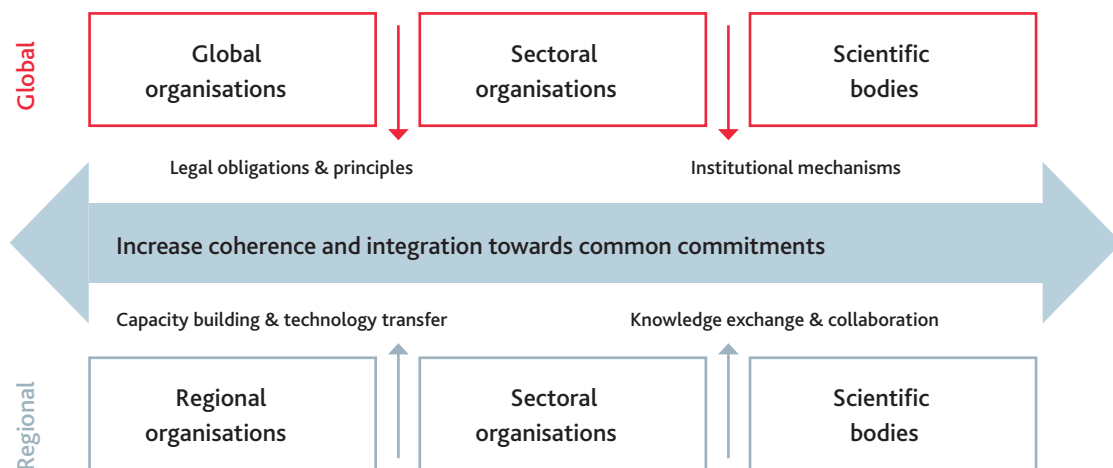 Global
Global
organisations
Sectoral
organisations
Scientific
bodies
Legal obligations & principles
Institutional mechanisms
Increase coherence and integration towards common commitments
Capacity building & technology transfer
Knowledge exchange & collaboration
Regional
Regional
organisations
Sectoral
organisations
Scientific
bodies